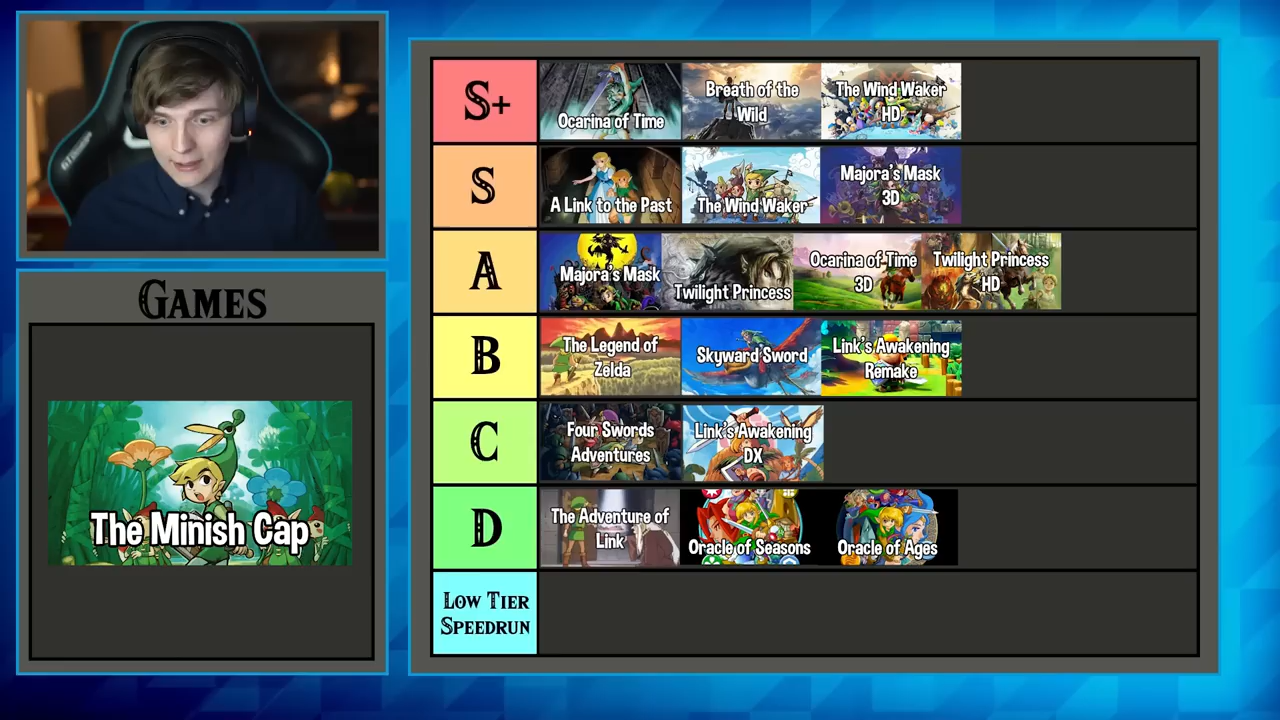 GAMES
The Minish Cap
S+
Ocarina of Time
Breath of the
Wild
The Wind Waker
HD
S
A Link to the Past
The Wind Waker
Majora's Mask
3D
A
Majora's Mask
Twilight Princess
Ocarina of Time
3D
Twilight Princess
HD
B
The Legend of
Zelda
Skyward Sword
Link's Awakening
Remake
C
Four Swords
Adventures
Link's Awakening
DX
D
The Adventure of
Link
Oracle of Seasons
Oracle of Ages
LOW TIER
SPEEDRUN